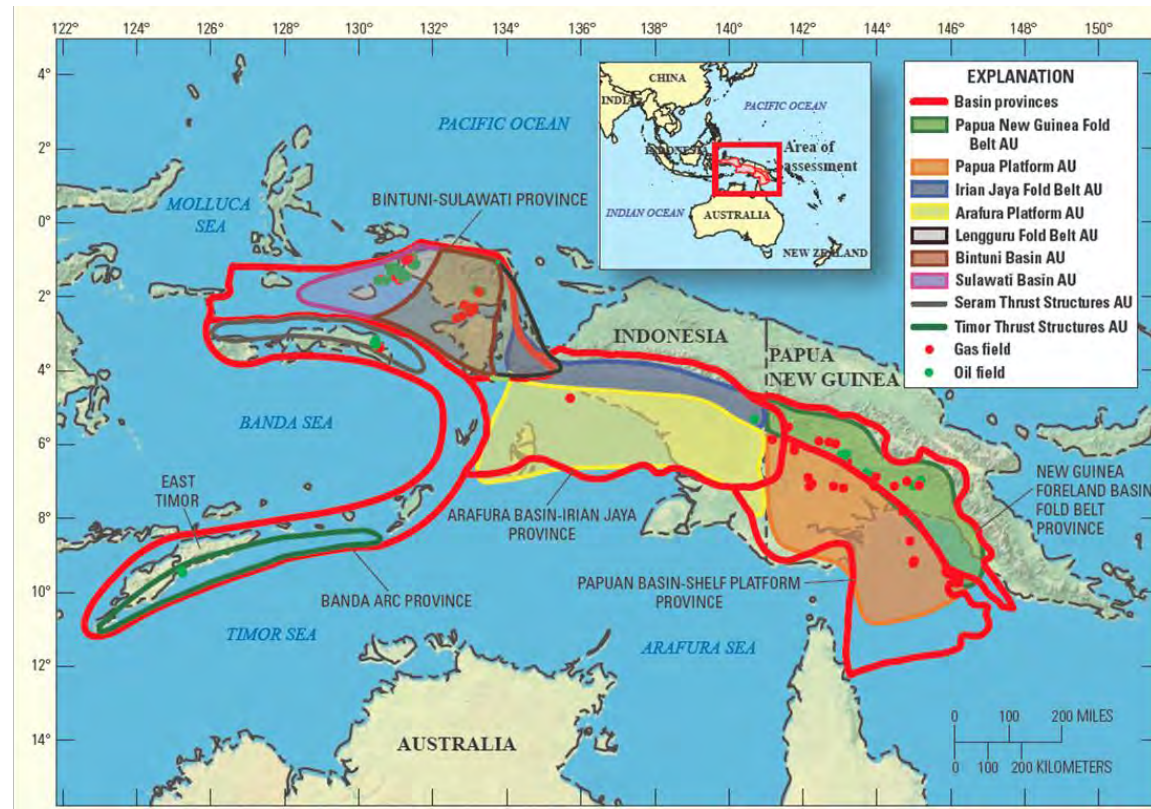 122° 124° 126° 128° 130° 132° 134° 136° 138° 140° 142° 144° 146° 148° 150°
4°
2°
0°
2°
4°
6°
8°
10°
12°
14°
PACIFIC OCEAN
MOLLUCA
SEA
BINTUNI-SULAWATI PROVINCE
INDONESIA
PAPUA
NEW GUINEA
BANDA SEA
EAST
TIMOR
ARAFURA BASIN-IRIAN JAYA
PROVINCE
NEW GUINEA
FORELAND BASIN
FOLD BELT
PROVINCE
PAPUAN BASIN-SHELF PLATFORM
PROVINCE
BANDA ARC PROVINCE
TIMOR SEA
ARAFURA SEA
AUSTRALIA
0 100 200 MILES
0 100 200 KILOMETERS
CHINA
INDIA
PACIFIC OCEAN
INDONESIA
Area of
assessment
INDIAN OCEAN
AUSTRALIA
NEW ZEALAND
EXPLANATION
Basin provinces
Papua New Guinea Fold
Belt AU
Papua Platform AU
Irian Jaya Fold Belt AU
Arafura Platform AU
Lengguru Fold Belt AU
Bintuni Basin AU
Sulawati Basin AU
Seram Thrust Structures AU
Timor Thrust Structures AU
Gas field
Oil field